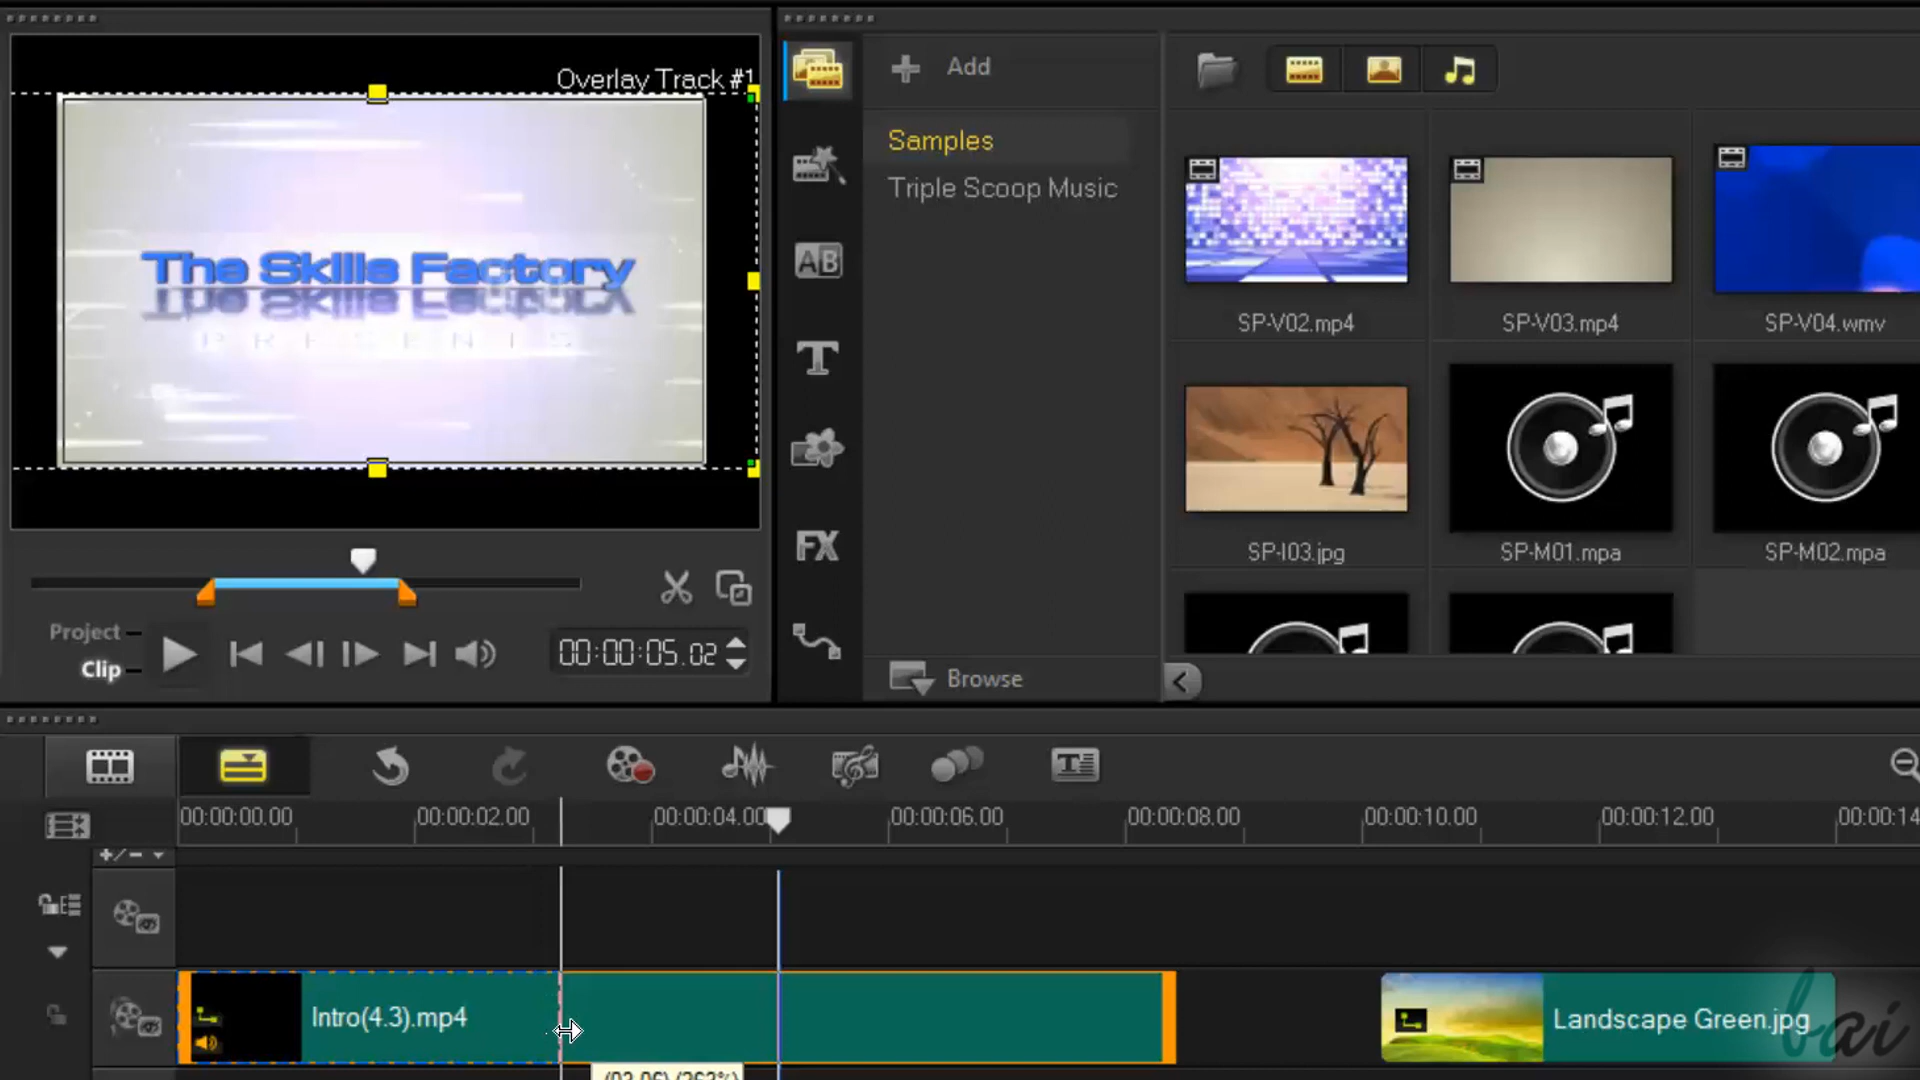 Overlay Track #1
The Skills Factory
PRESENTS
Add
Samples
Triple Scoop Music
AB
T
FX
Browse
SP-V02.mp4
SP-V03.mp4
SP-V04.wmv
SP-I03.jpg
SP-M01.mpa
SP-M02.mpa
Project
Clip
00:00:05.02
00:00:00.00
00:00:02.00
00:00:04.00
00:00:06.00
00:00:08.00
00:00:10.00
00:00:12.00
00:00:14
+/-
Intro(4.3).mp4
Landscape Green.jpg
bai